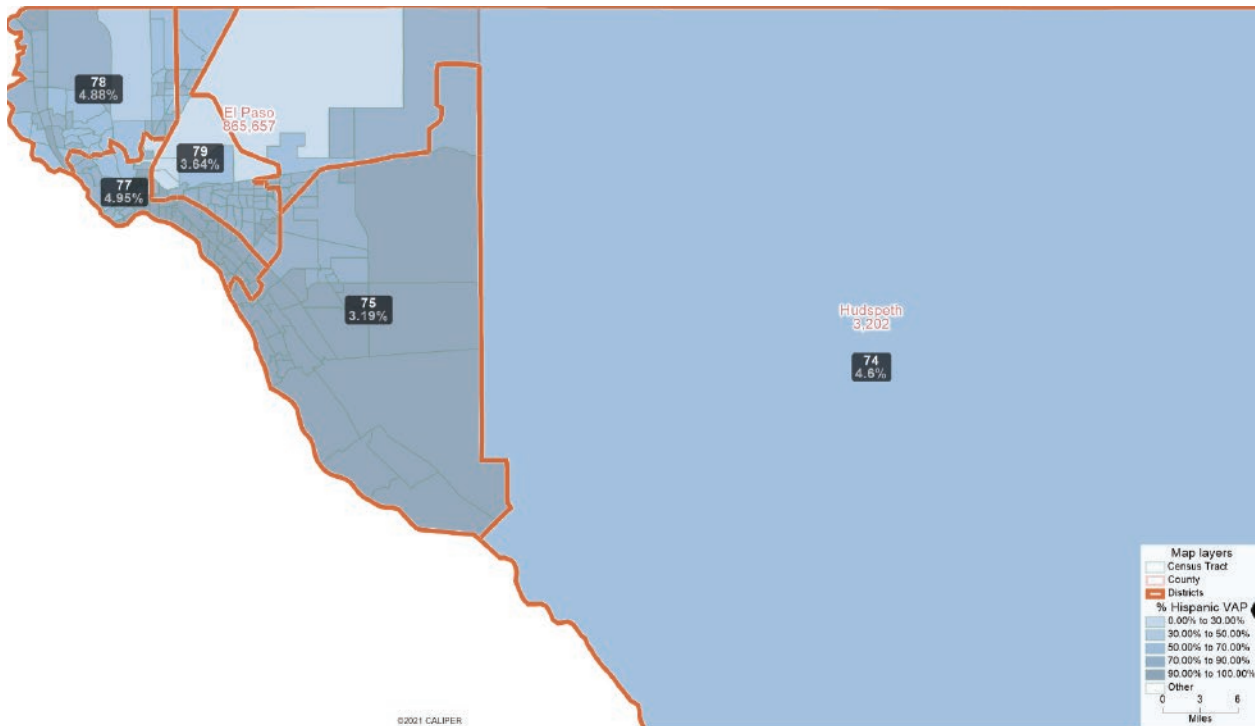 78
4.88%
El Paso
865,657
79
3.64%
77
4.95%
75
3.19%
Hudspeth
3,202
74
4.6%
Map layers
Census Tract
County
Districts
% Hispanic VAP
0.00% to 30.00%
30.00% to 50.00%
50.00% to 70.00%
70.00% to 90.00%
90.00% to 100.00%
Other
0 3 6
Miles
©2021 CALIPER